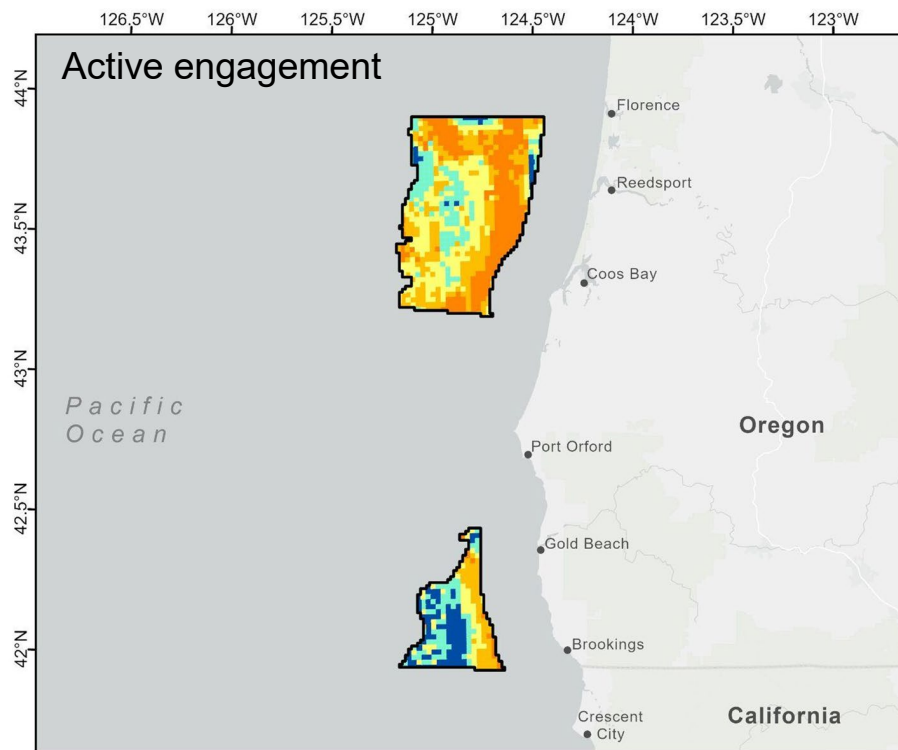 126,5°W 126°W 125,5°W 125°W 124,5°W 124°W 123,5°W 123°W
Active engagement
44°N
Florence
Reedsport
43,5°N
Coos Bay
43°N
Pacific
Ocean
Oregon
Port Orford
42,5°N
Gold Beach
42°N
Brookings
Crescent
City
California